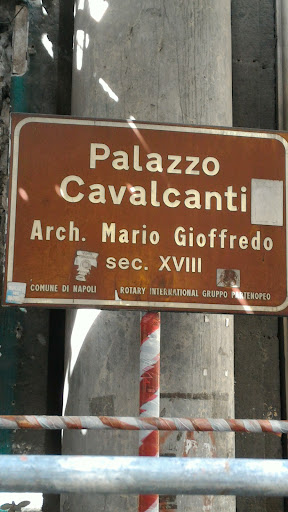 Palazzo
Cavalcanti
Arch. Mario Gioffredo
sec. XVIII
COMUNE DI NAPOLI ROTARY INTERNATIONAL GRUPPO PARTENOPEO